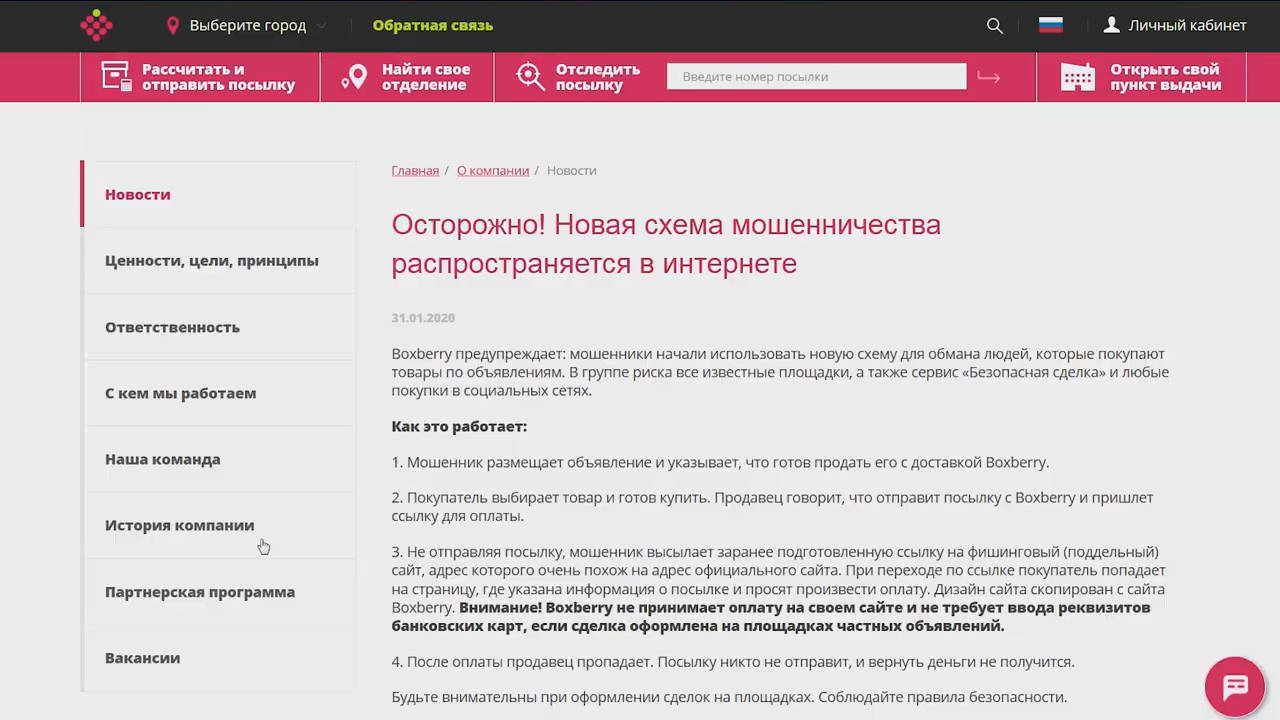 Выберите город
Обратная связь
Личный кабинет
Рассчитать и
отправить посылку
Найти свое
отделение
Отследить
посылку
Введите номер посылки
Открыть свой
пункт выдачи
Новости
Ценности, цели, принципы
Ответственность
С кем мы работаем
Наша команда
История компании
Партнерская программа
Вакансии
Главная / О компании / Новости
Осторожно! Новая схема мошенничества
распространяется в интернете
31.01.2020
Boxberry предупреждает: мошенники начали использовать новую схему для обмана людей, которые покупают
товары по объявлениям. В группе риска все известные площадки, а также сервис «Безопасная сделка» и любые
покупки в социальных сетях.
Как это работает:
1. Мошенник размещает объявление и указывает, что готов продать его с доставкой Boxberry.
2. Покупатель выбирает товар и готов купить. Продавец говорит, что отправит посылку с Boxberry и пришлет
ссылку для оплаты.
3. Не отправляя посылку, мошенник высылает заранее подготовленную ссылку на фишинговый (поддельный)
сайт, адрес которого очень похож на адрес официального сайта. При переходе по ссылке покупатель попадает
на страницу, где указана информация о посылке и просят произвести оплату. Дизайн сайта скопирован с сайта
Boxberry. Внимание! Boxberry не принимает оплату на своем сайте и не требует ввода реквизитов
банковских карт, если сделка оформлена на площадках частных объявлений.
4. После оплаты продавец пропадает. Посылку никто не отправит, и вернуть деньги не получится.
Будьте внимательны при оформлении сделок на площадках. Соблюдайте правила безопасности.